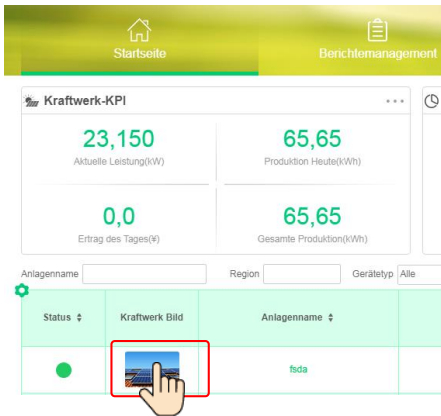 Startseite
Berichtemanagement
Kraftwerk-KPI
23,150
65,65
Aktuelle Leistung(kW)
Produktion Heute(kWh)
0,0
65,65
Ertrag des Tages(¥)
Gesamte Produktion(kWh)
Anlagenname
Region
Gerätetyp Alle
Status
Kraftwerk Bild
Anlagenname
fsda